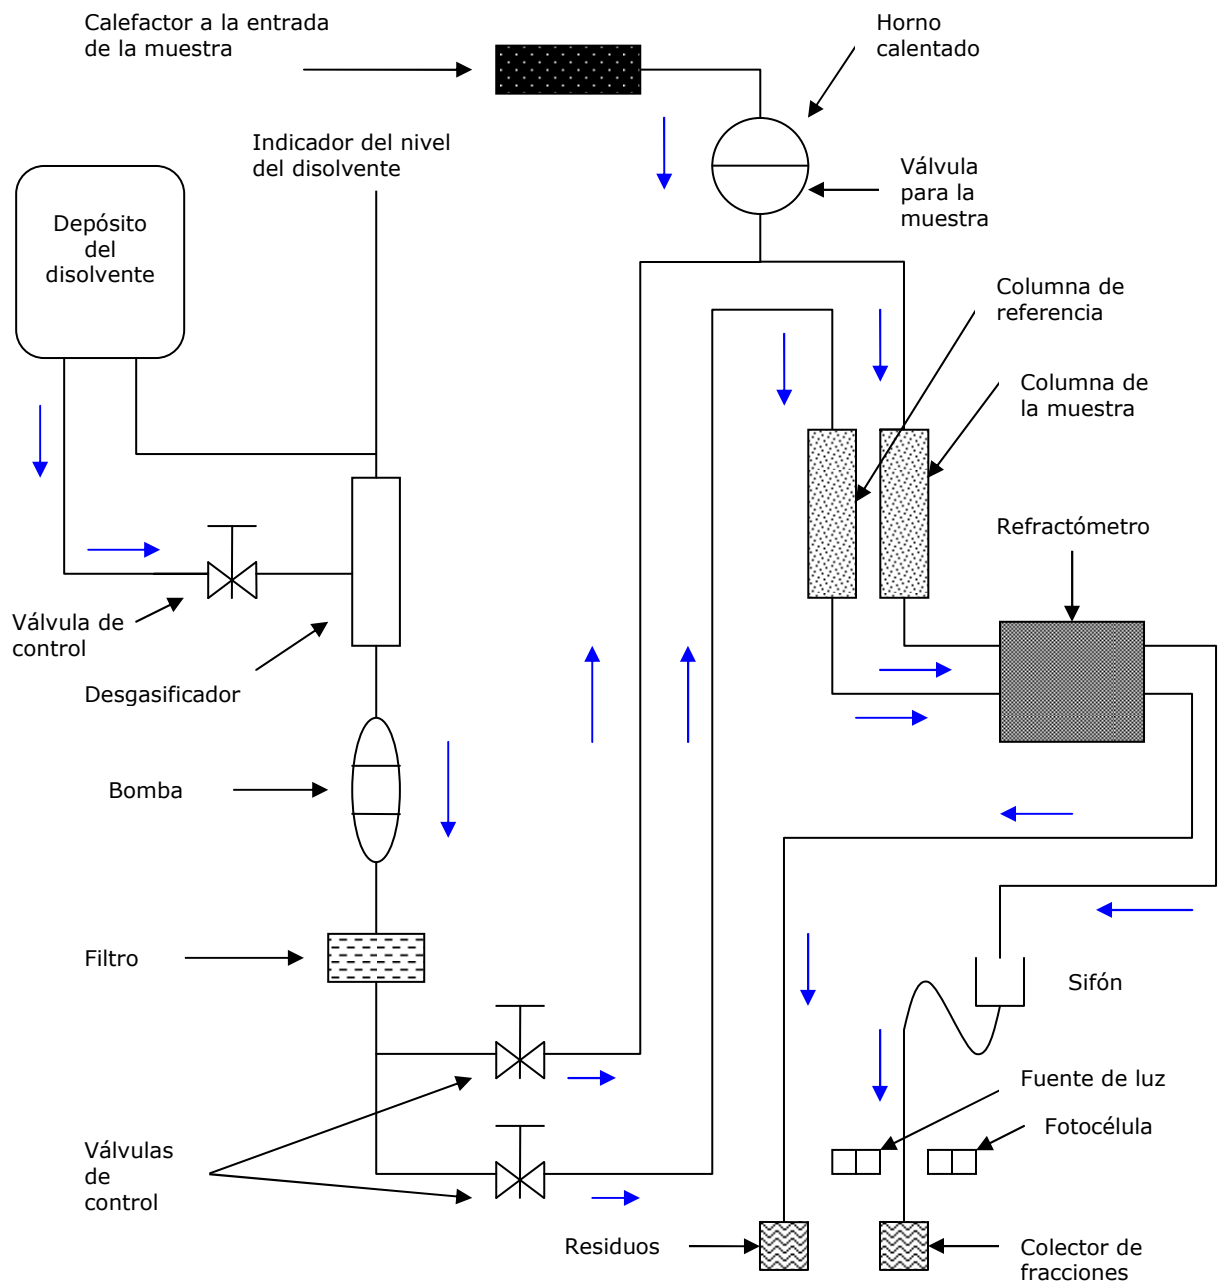 Calefactor a la entrada
de la muestra
Horno
calentado
Indicador del nivel
del disolvente
Válvula
para la
muestra
Depósito
del
disolvente
Columna de
referencia
Columna de
la muestra
Refractómetro
Válvula de
control
Desgasificador
Bomba
Filtro
Sifón
Fuente de luz
Fotocélula
Válvulas
de
control
Residuos
Colector de
fracciones